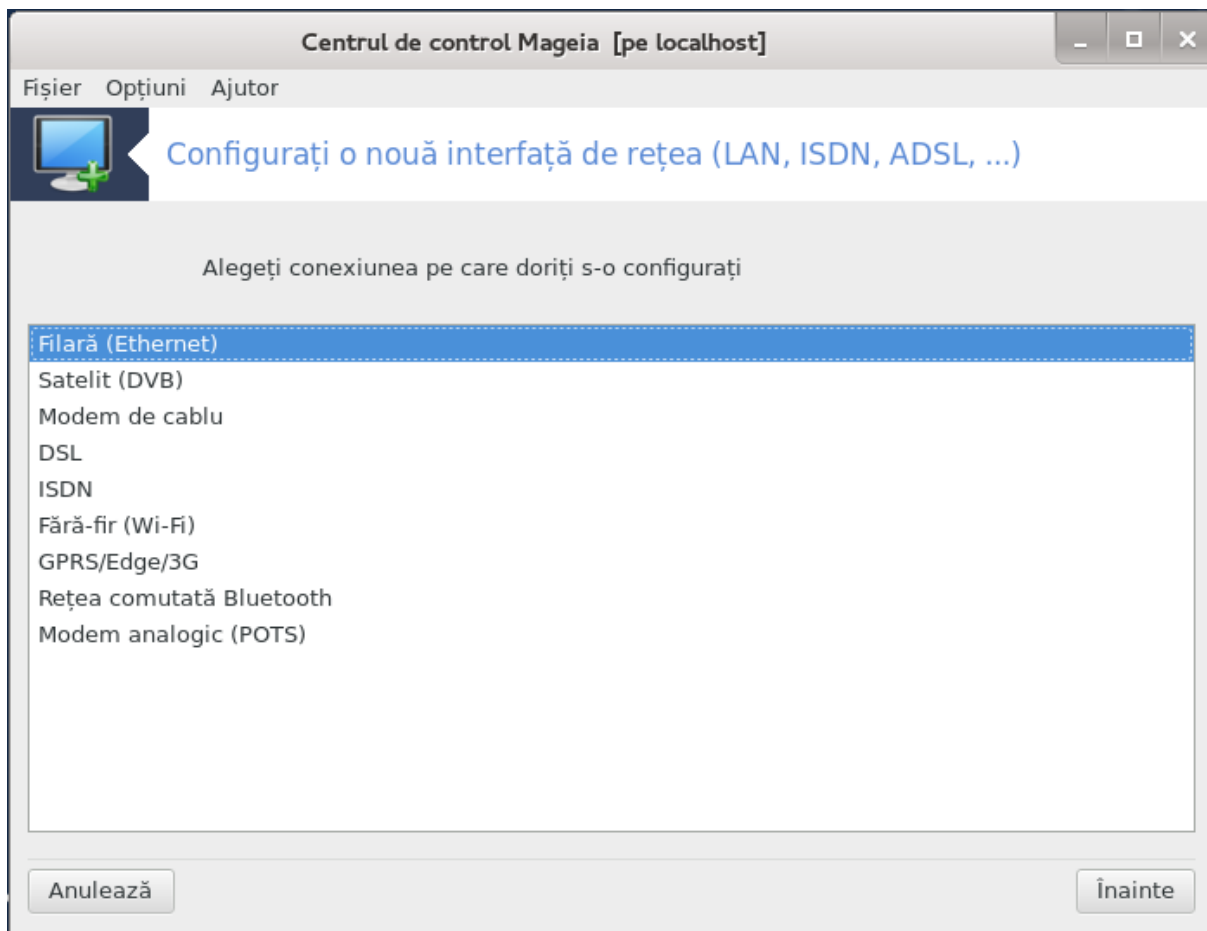 Centrul de control Mageia [pe localhost]
Fișier Opțiuni Ajutor
Configurați o nouă interfață de rețea (LAN, ISDN, ADSL, ...)
Alegeți conexiunea pe care doriți s-o configurați
Filară (Ethernet)
Satelit (DVB)
Modem de cablu
DSL
ISDN
Fără-fir (Wi-Fi)
GPRS/Edge/3G
Rețea comutată Bluetooth
Modem analogic (POTS)
Anulează Înainte